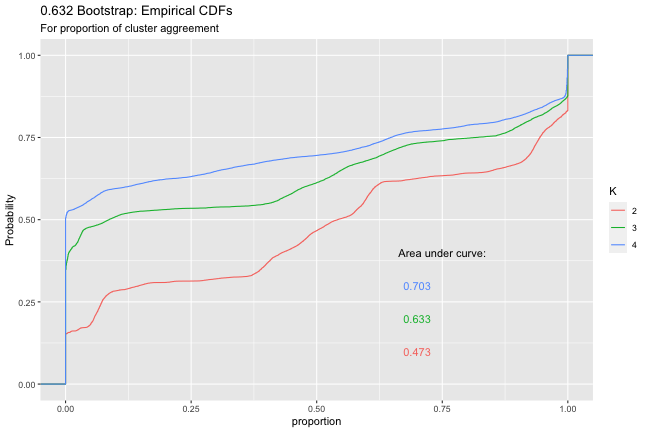 0.632 Bootstrap: Empirical CDFs
For proportion of cluster aggreement
1.00
0.75
0.50
0.25
0.00
Probability
Area under curve:
0.703
0.633
0.473
K
2
3
4
0.00 0.25 0.50 0.75 1.00
proportion